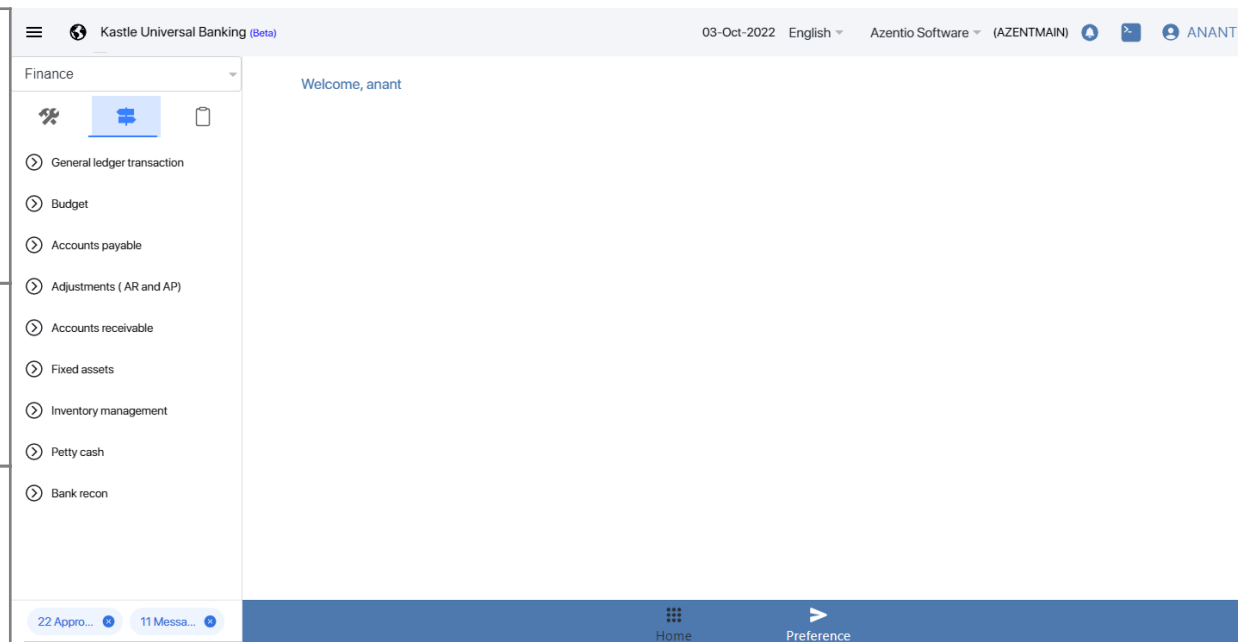 Kastle Universal Banking (Beta)
03-Oct-2022 English Azentio Software (AZENTMAIN) ANANT
Finance
Welcome, anant
General ledger transaction
Budget
Accounts payable
Adjustments ( AR and AP)
Accounts receivable
Fixed assets
Inventory management
Petty cash
Bank recon
22 Appro... 11 Messa...
Home Preference